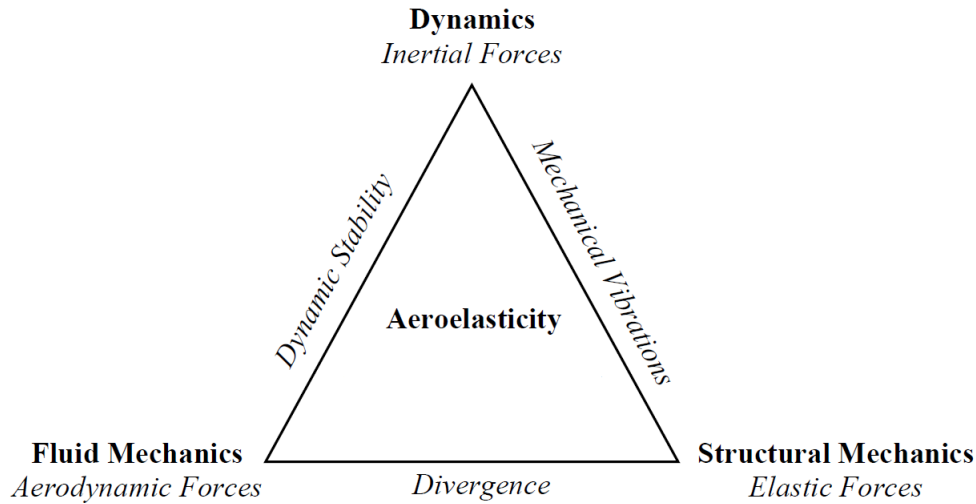 Dynamics
Inertial Forces
Dynamic Stability
Mechanical Vibrations
Aeroelasticity
Fluid Mechanics
Aerodynamic Forces
Divergence
Structural Mechanics
Elastic Forces